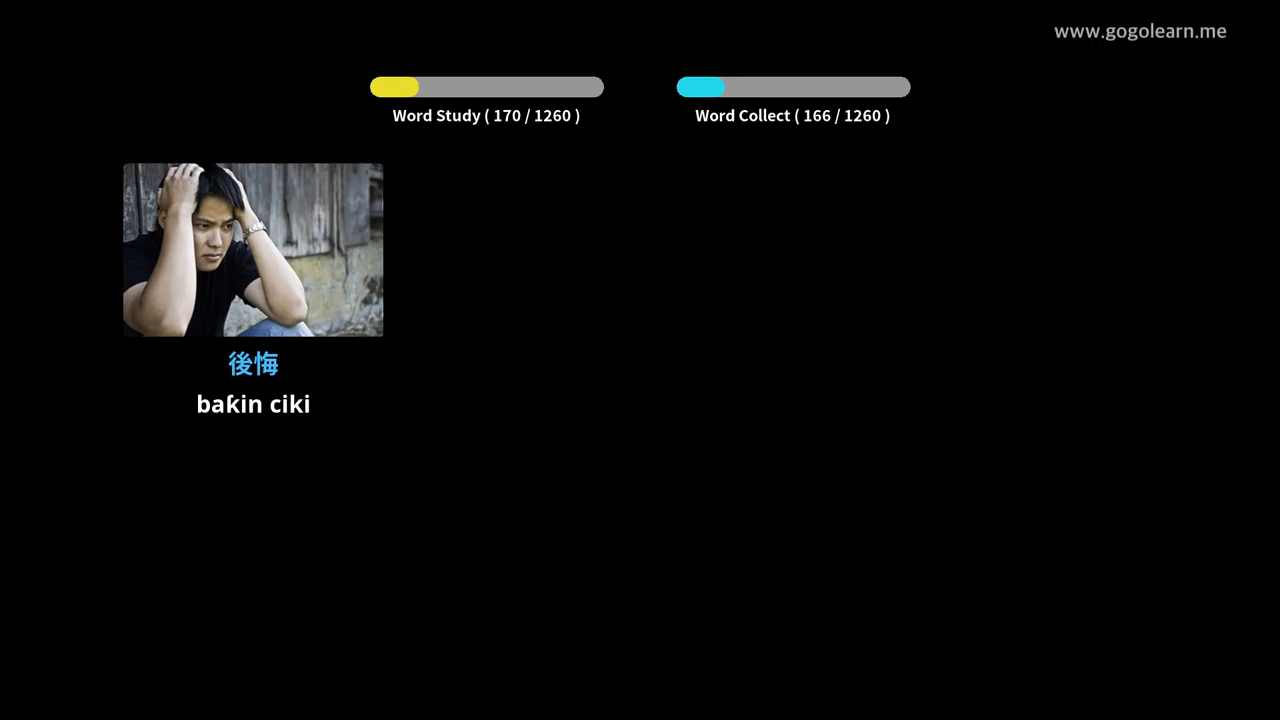 www.gogolearn.me
Word Study ( 170 / 1260 )
Word Collect ( 166 / 1260 )
後悔
baƙin ciki